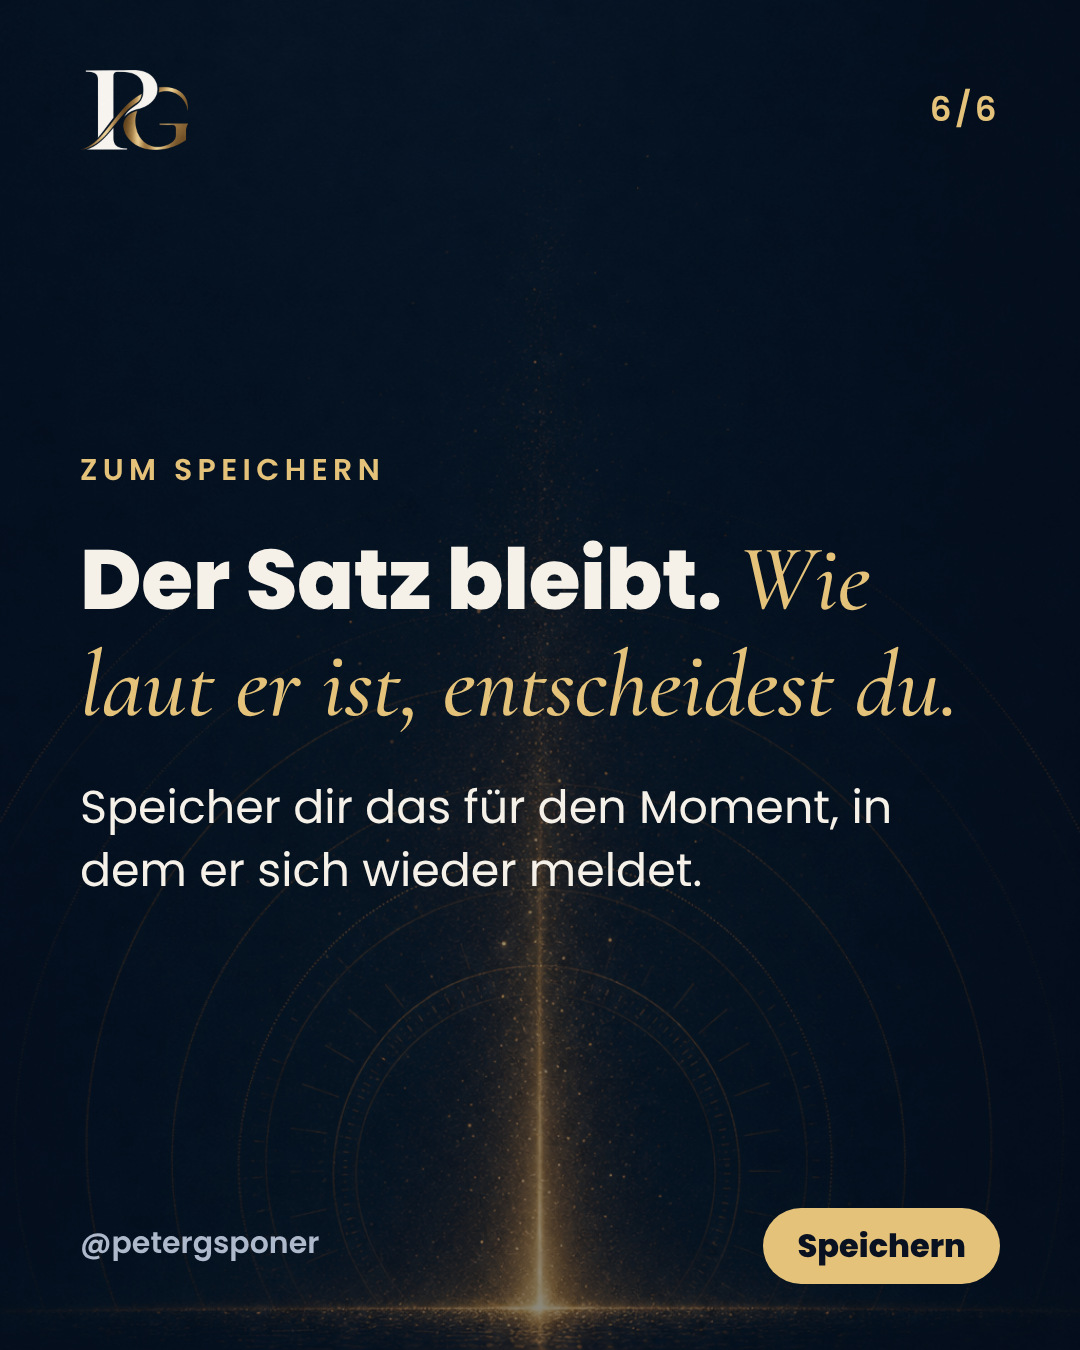 PG
6/6
ZUM SPEICHERN
Der Satz bleibt. Wie
laut er ist, entscheidest du.
Speicher dir das für den Moment, in
dem er sich wieder meldet.
@petergsponer
Speichern